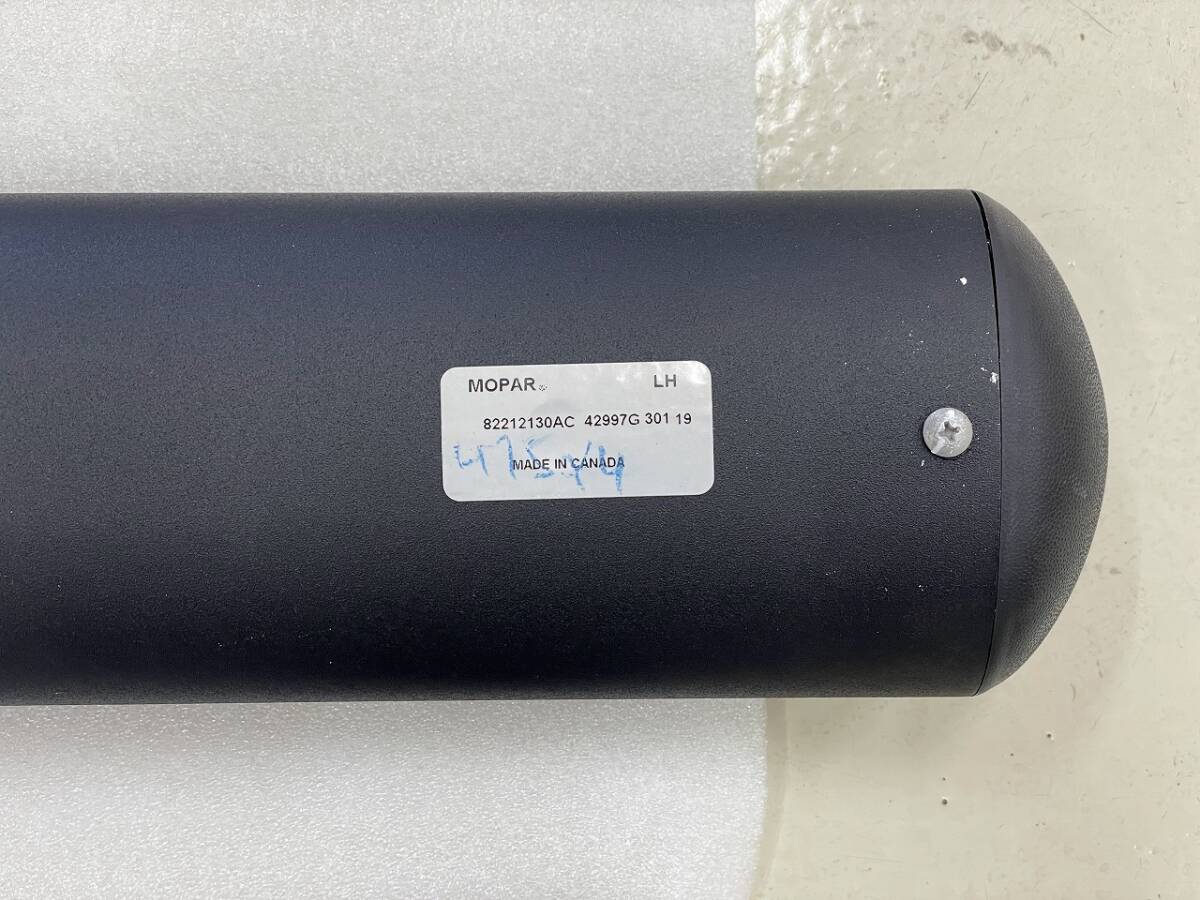 MOPAR® LH
82212130AC 42997G 301 19
MADE IN CANADA